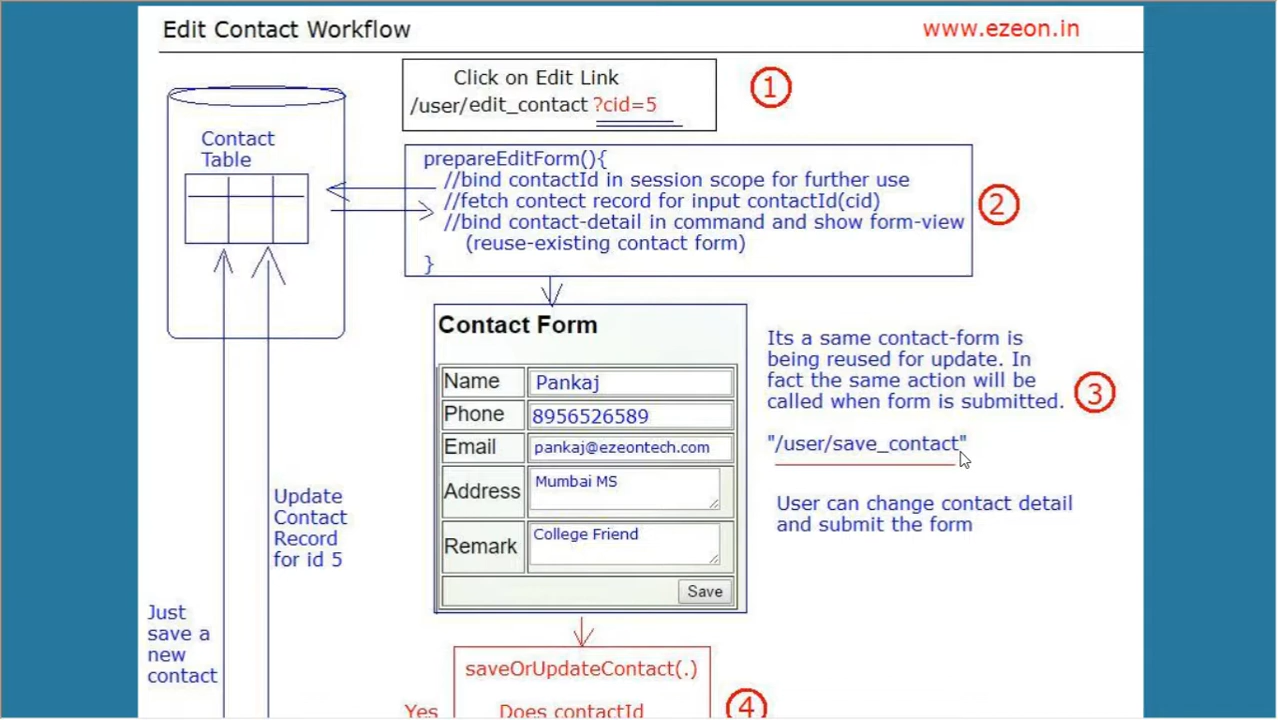 Edit Contact Workflow
www.ezeon.in
Click on Edit Link
/user/edit_contact ?cid=5
1
Contact
Table
prepareEditForm(){
//bind contactId in session scope for further use
//fetch contect record for input contactId(cid)
//bind contact-detail in command and show form-view
(reuse-existing contact form)
}
2
Contact Form
Name Pankaj
Phone 8956526589
Email pankaj@ezeontech.com
Address Mumbai MS
Remark College Friend
Save
Its a same contact-form is
being reused for update. In
fact the same action will be
called when form is submitted.
3
"/user/save_contact"
User can change contact detail
and submit the form
Update
Contact
Record
for id 5
Just
save a
new
contact
saveOrUpdateContact(.)
Yes
Does contactId
4